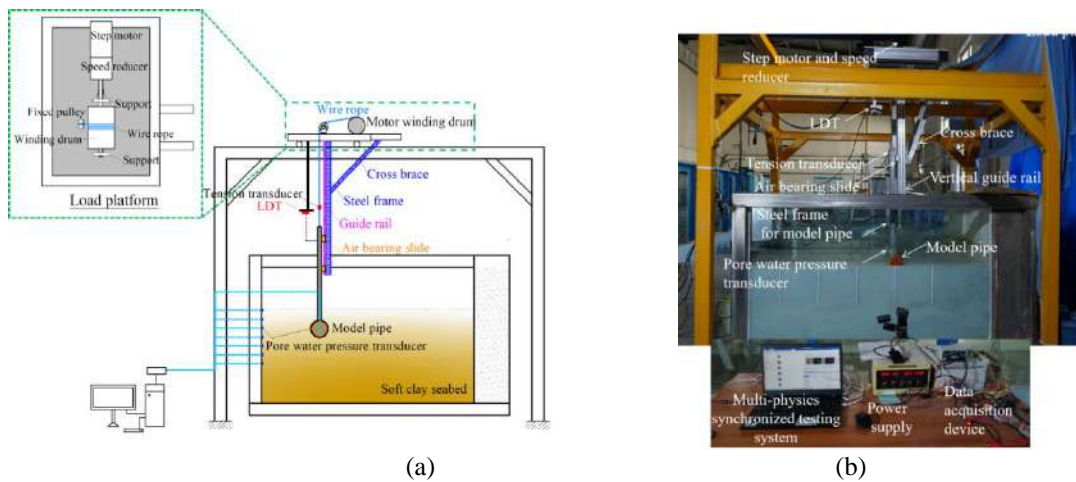 Step motor
Speed reducer
Support
Fixed pulley
Wire rope
Winding drum
Support
Load platform
Wire rope
Motor winding drum
Cross brace
Tension transducer
LDT
Steel frame
Guide rail
Air bearing slide
Model pipe
Pore water pressure transducer
Soft clay seabed
(a)
Step motor and speed
reducer
LDT
Cross brace
Tension transducer
Air bearing slide
Vertical guide rail
Steel frame
for model pipe
Model pipe
Pore water pressure
transducer
Multi-physics
synchronized testing
system
Power
supply
Data
acquisition
device
(b)